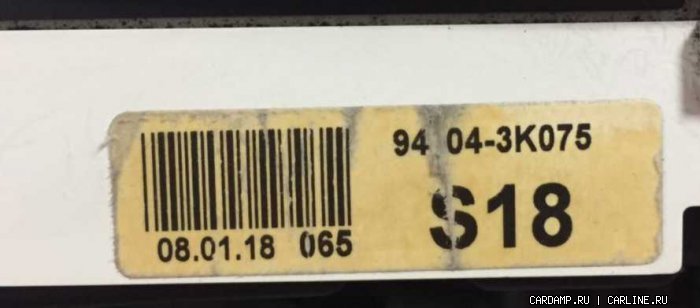 94 04-3K075
S18
08.01.18 065
CARDAMP.RU | CARLINE.RU